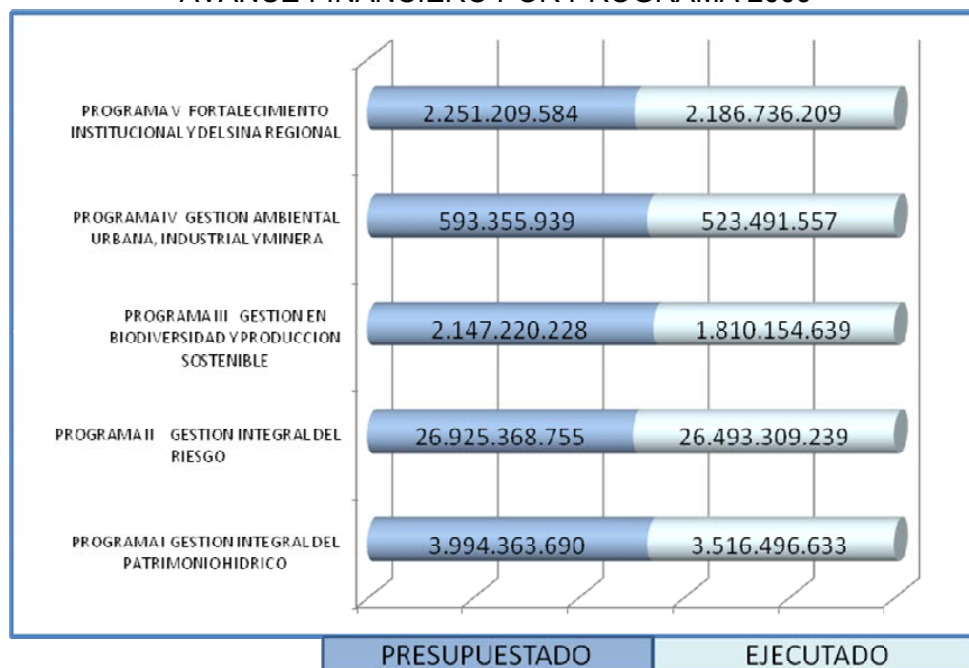 PROGRAMA V FORTALECIMIENTO
INSTITUCIONAL Y DEL SINA REGIONAL
2.251.209.584
2.186.736.209
PROGRAMA IV GESTION AMBIENTAL
URBANA, INDUSTRIAL Y MINERA
593.355.939
523.491.557
PROGRAMA III GESTION EN
BIODIVERSIDAD Y PRODUCCION
SOSTENIBLE
2.147.220.228
1.810.154.639
PROGRAMA II GESTION INTEGRAL DEL
RIESGO
26.925.368.755
26.493.309.239
PROGRAMA I GESTION INTEGRAL DEL
PATRIMONIO HIDRICO
3.994.363.690
3.516.496.633
PRESUPUESTADO
EJECUTADO